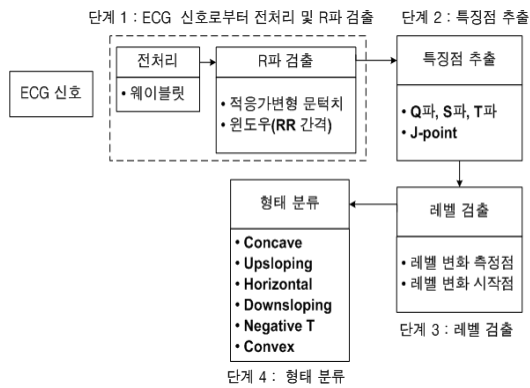 단계 1 : ECG 신호로부터 전처리 및 R파 검출
단계 2 : 특징점 추출
ECG 신호
전처리
• 웨이블릿
R파 검출
• 적응가변형 문턱치
• 윈도우(RR 간격)
특징점 추출
• Q파, S파, T파
• J-point
레벨 검출
• 레벨 변화 측정점
• 레벨 변화 시작점
단계 3 : 레벨 검출
형태 분류
• Concave
• Upsloping
• Horizontal
• Downsloping
• Negative T
• Convex
단계 4 : 형태 분류